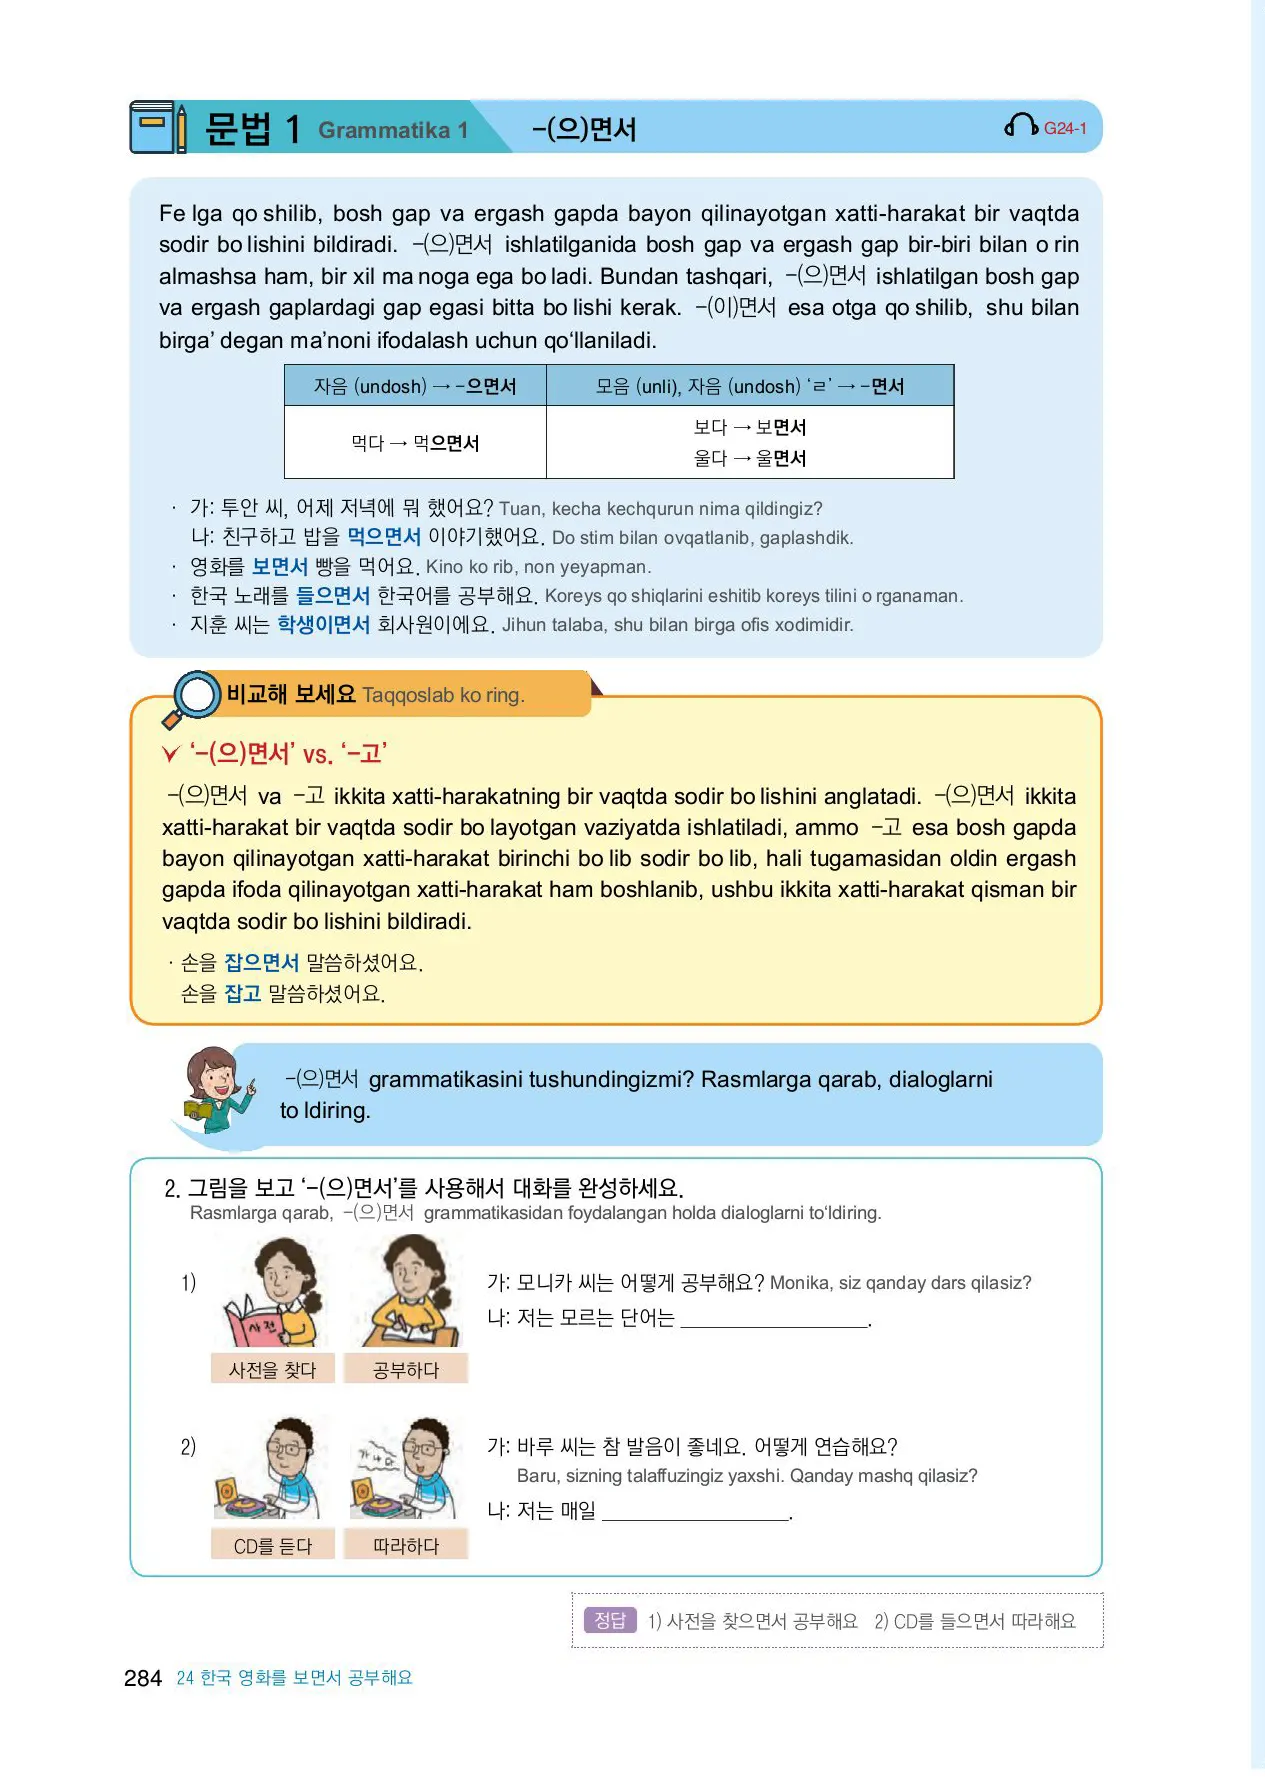 문법 1 Grammatika 1 -(으)면서 G24-1
Fe lga qo shilib, bosh gap va ergash gapda bayon qilinayotgan xatti-harakat bir vaqtda
sodir bo lishini bildiradi. -(으)면서 ishlatilganida bosh gap va ergash gap bir-biri bilan o rin
almashsa ham, bir xil ma noga ega bo ladi. Bundan tashqari, -(으)면서 ishlatilgan bosh gap
va ergash gaplardagi gap egasi bitta bo lishi kerak. -(이)면서 esa otga qo shilib, shu bilan
birga’ degan ma’noni ifodalash uchun qo‘llaniladi.
자음 (undosh) → -으면서 모음 (unli), 자음 (undosh) ‘ㄹ’ → -면서
먹다 → 먹으면서
보다 → 보면서
울다 → 울면서
· 가: 투안 씨, 어제 저녁에 뭐 했어요? Tuan, kecha kechqurun nima qildingiz?
나: 친구하고 밥을 먹으면서 이야기했어요. Do stim bilan ovqatlanib, gaplashdik.
· 영화를 보면서 빵을 먹어요. Kino ko rib, non yeyapman.
· 한국 노래를 들으면서 한국어를 공부해요. Koreys qo shiqlarini eshitib koreys tilini o rganaman.
· 지훈 씨는 학생이면서 회사원이에요. Jihun talaba, shu bilan birga ofis xodimidir.
비교해 보세요 Taqqoslab ko ring.
‘-(으)면서’ vs. ‘-고’
-(으)면서 va -고 ikkita xatti-harakatning bir vaqtda sodir bo lishini anglatadi. -(으)면서 ikkita
xatti-harakat bir vaqtda sodir bo layotgan vaziyatda ishlatiladi, ammo -고 esa bosh gapda
bayon qilinayotgan xatti-harakat birinchi bo lib sodir bo lib, hali tugamasidan oldin ergash
gapda ifoda qilinayotgan xatti-harakat ham boshlanib, ushbu ikkita xatti-harakat qisman bir
vaqtda sodir bo lishini bildiradi.
· 손을 잡으면서 말씀하셨어요.
손을 잡고 말씀하셨어요.
-(으)면서 grammatikasini tushundingizmi? Rasmlarga qarab, dialoglarni
to ldiring.
2. 그림을 보고 ‘-(으)면서’를 사용해서 대화를 완성하세요.
Rasmlarga qarab, -(으)면서 grammatikasidan foydalangan holda dialoglarni to‘ldiring.
1)
사전
가: 모니카 씨는 어떻게 공부해요? Monika, siz qanday dars qilasiz?
나: 저는 모르는 단어는 ____________________.
사전을 찾다 공부하다
2)
가 나 다
가: 바루 씨는 참 발음이 좋네요. 어떻게 연습해요?
Baru, sizning talaffuzingiz yaxshi. Qanday mashq qilasiz?
나: 저는 매일 ____________________.
CD를 듣다 따라하다
정답 1) 사전을 찾으면서 공부해요 2) CD를 들으면서 따라해요
284 24 한국 영화를 보면서 공부해요